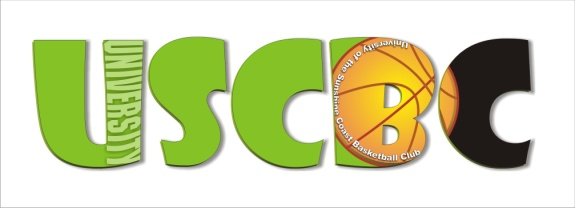 USCBC
UNIVERSITY
University of the Sunshine Coast Basketball Club